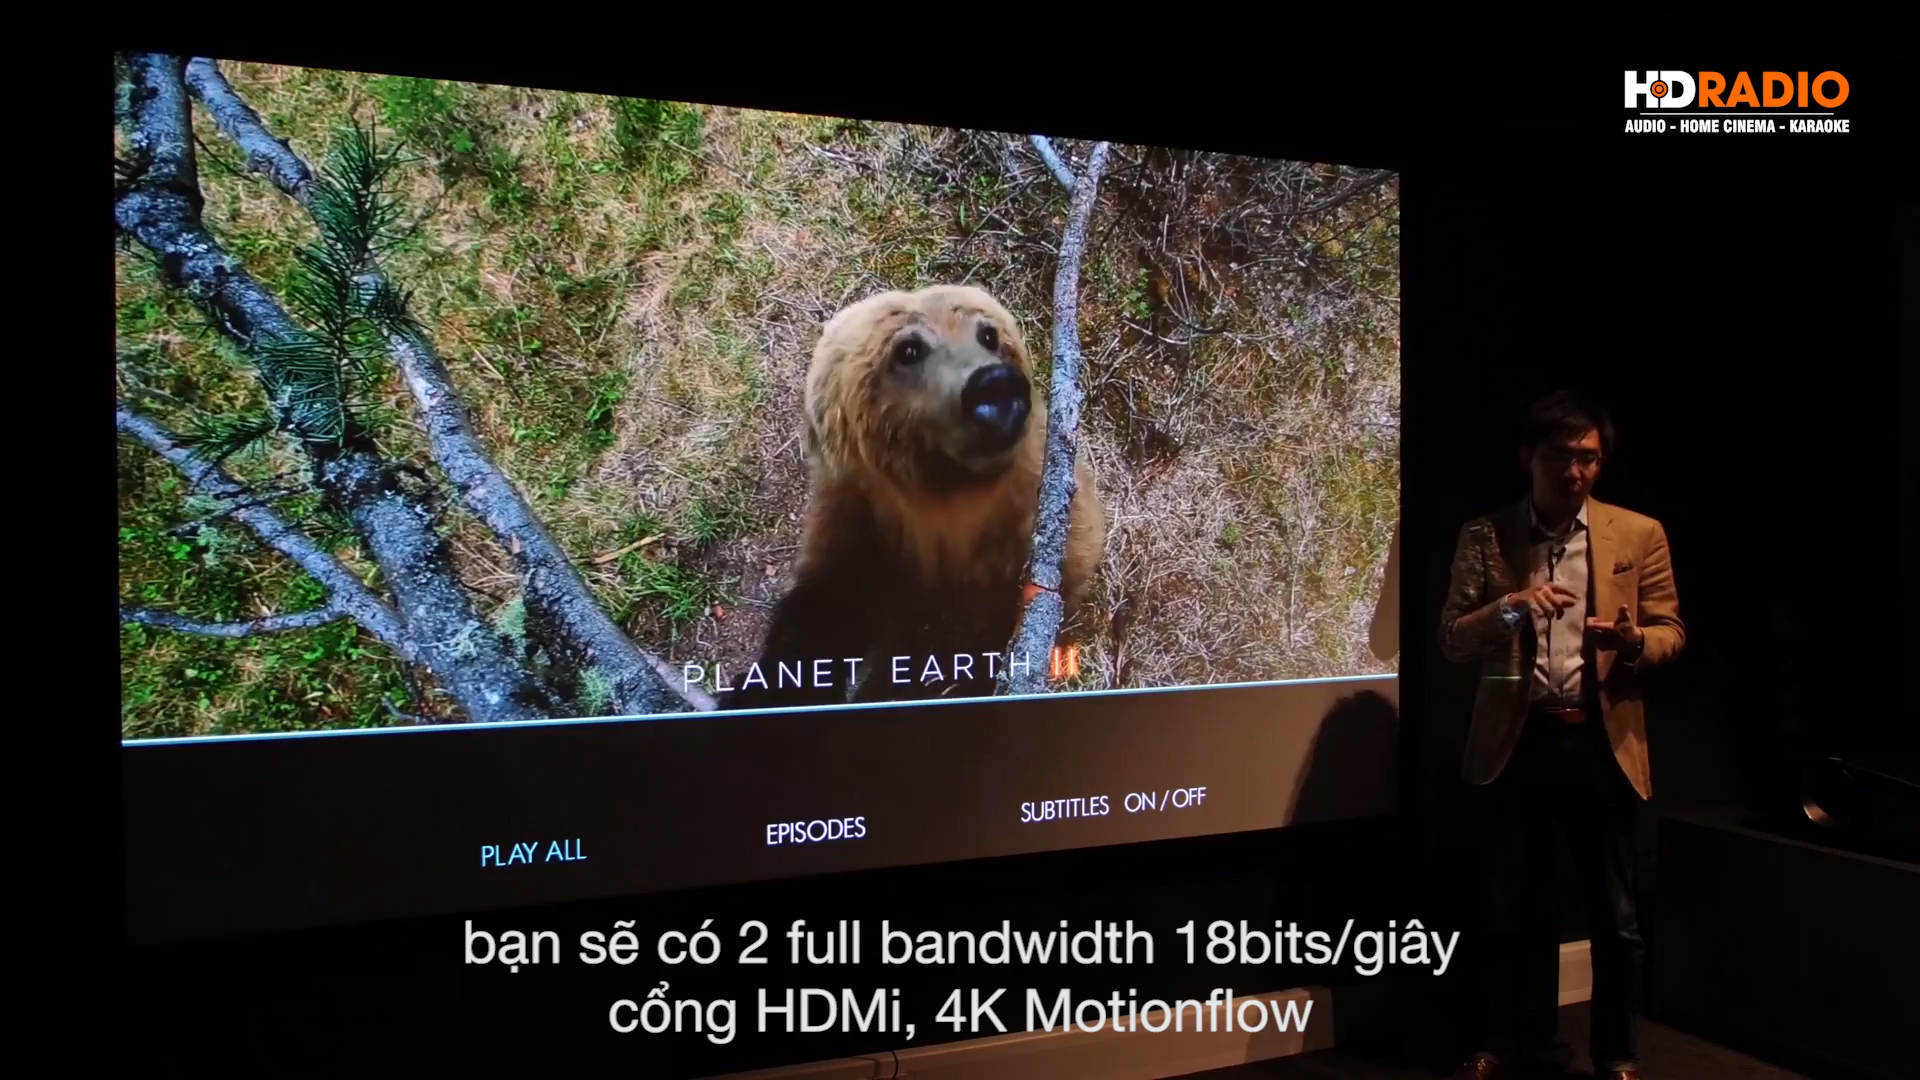 HDRADIO
AUDIO - HOME CINEMA - KARAOKE
PLANET EARTH II
PLAY ALL
EPISODES
SUBTITLES ON / OFF
bạn sẽ có 2 full bandwidth 18bits/giây
cổng HDMi, 4K Motionflow